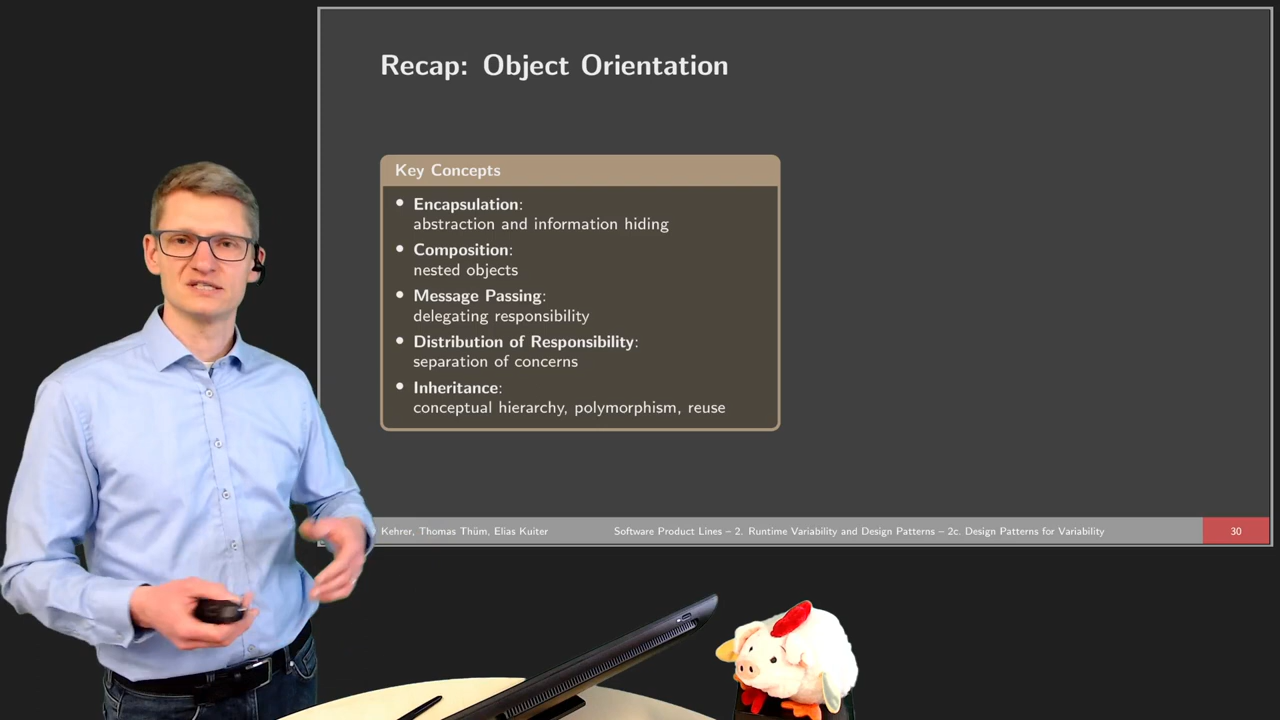 Recap: Object Orientation
Key Concepts
• Encapsulation:
abstraction and information hiding
• Composition:
nested objects
• Message Passing:
delegating responsibility
• Distribution of Responsibility:
separation of concerns
• Inheritance:
conceptual hierarchy, polymorphism, reuse
Kehrer, Thomas Thüm, Elias Kuiter
Software Product Lines – 2. Runtime Variability and Design Patterns – 2c. Design Patterns for Variability
30